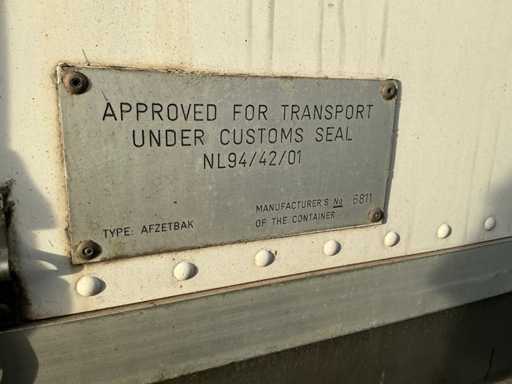 APPROVED FOR TRANSPORT
UNDER CUSTOMS SEAL
NL94/42/01
TYPE: AFZETBAK
MANUFACTURER'S No 6811
OF THE CONTAINER